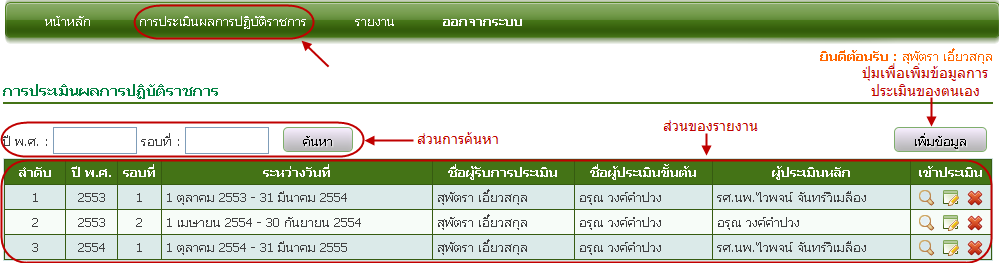 หน้าหลัก การประเมินผลการปฏิบัติราชการ รายงาน ออกจากระบบ
ยินดีต้อนรับ : สุพัตรา เอี่ยวสกุล
ปุ่มเพื่อเพิ่มข้อมูลการ
ประเมินของตนเอง
การประเมินผลการปฏิบัติราชการ
ปี พ.ศ. : รอบที่ : ค้นหา ส่วนการค้นหา ส่วนของรายงาน เพิ่มข้อมูล
ลำดับ ปี พ.ศ. รอบที่ ระหว่างวันที่ ชื่อผู้รับการประเมิน ชื่อผู้ประเมินขั้นต้น ผู้ประเมินหลัก เข้าประเมิน
1 2553 1 1 ตุลาคม 2553 - 31 มีนาคม 2554 สุพัตรา เอี่ยวสกุล อรุณ วงศ์คำปวง รศ.นพ.ไวพจน์ จันทร์วิเมลือง
2 2553 2 1 เมษายน 2554 - 30 กันยายน 2554 สุพัตรา เอี่ยวสกุล อรุณ วงศ์คำปวง อรุณ วงศ์คำปวง
3 2554 1 1 ตุลาคม 2554 - 31 มีนาคม 2555 สุพัตรา เอี่ยวสกุล อรุณ วงศ์คำปวง รศ.นพ.ไวพจน์ จันทร์วิเมลือง